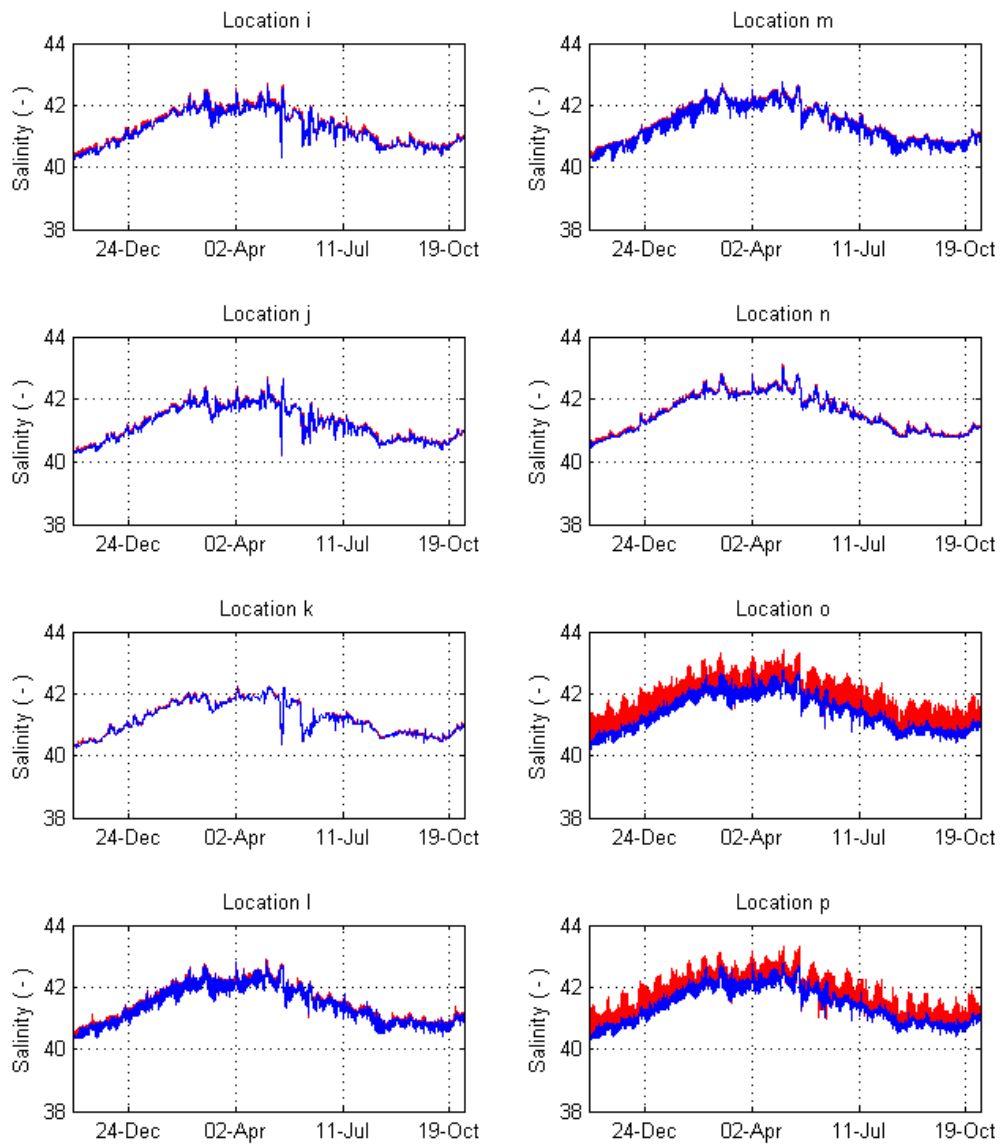 Location i
44
42
40
38
Salinity ( - )
24-Dec 02-Apr 11-Jul 19-Oct
Location m
44
42
40
38
Salinity ( - )
24-Dec 02-Apr 11-Jul 19-Oct
Location j
44
42
40
38
Salinity ( - )
24-Dec 02-Apr 11-Jul 19-Oct
Location n
44
42
40
38
Salinity ( - )
24-Dec 02-Apr 11-Jul 19-Oct
Location k
44
42
40
38
Salinity ( - )
24-Dec 02-Apr 11-Jul 19-Oct
Location o
44
42
40
38
Salinity ( - )
24-Dec 02-Apr 11-Jul 19-Oct
Location l
44
42
40
38
Salinity ( - )
24-Dec 02-Apr 11-Jul 19-Oct
Location p
44
42
40
38
Salinity ( - )
24-Dec 02-Apr 11-Jul 19-Oct